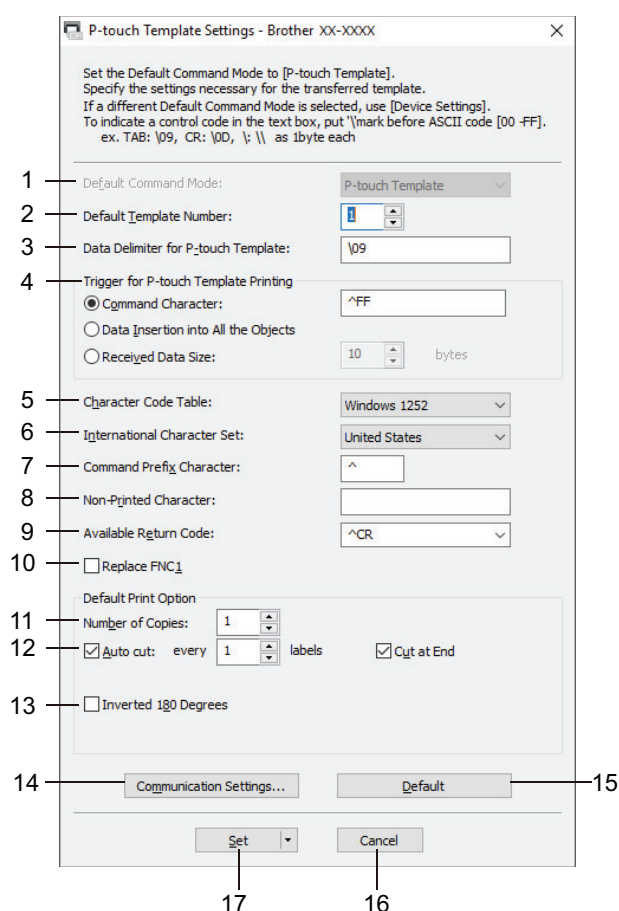 P-touch Template Settings - Brother XX-XXXX
Set the Default Command Mode to [P-touch Template].
Specify the settings necessary for the transferred template.
If a different Default Command Mode is selected, use [Device Settings].
To indicate a control code in the text box, put '\'mark before ASCII code [00 -FF].
ex. TAB: \09, CR: \0D, \: \\ as 1byte each
1 Default Command Mode: P-touch Template
2 Default Template Number: 1
3 Data Delimiter for P-touch Template: \09
4 Trigger for P-touch Template Printing
Command Character: ^FF
Data Insertion into All the Objects
Received Data Size: 10 bytes
5 Character Code Table: Windows 1252
6 International Character Set: United States
7 Command Prefix Character: ^
8 Non-Printed Character:
9 Available Return Code: ^CR
10 Replace FNC1
Default Print Option
11 Number of Copies: 1
12 Auto cut: every 1 labels Cut at End
13 Inverted 180 Degrees
14 Communication Settings... Default 15
Set Cancel
17 16